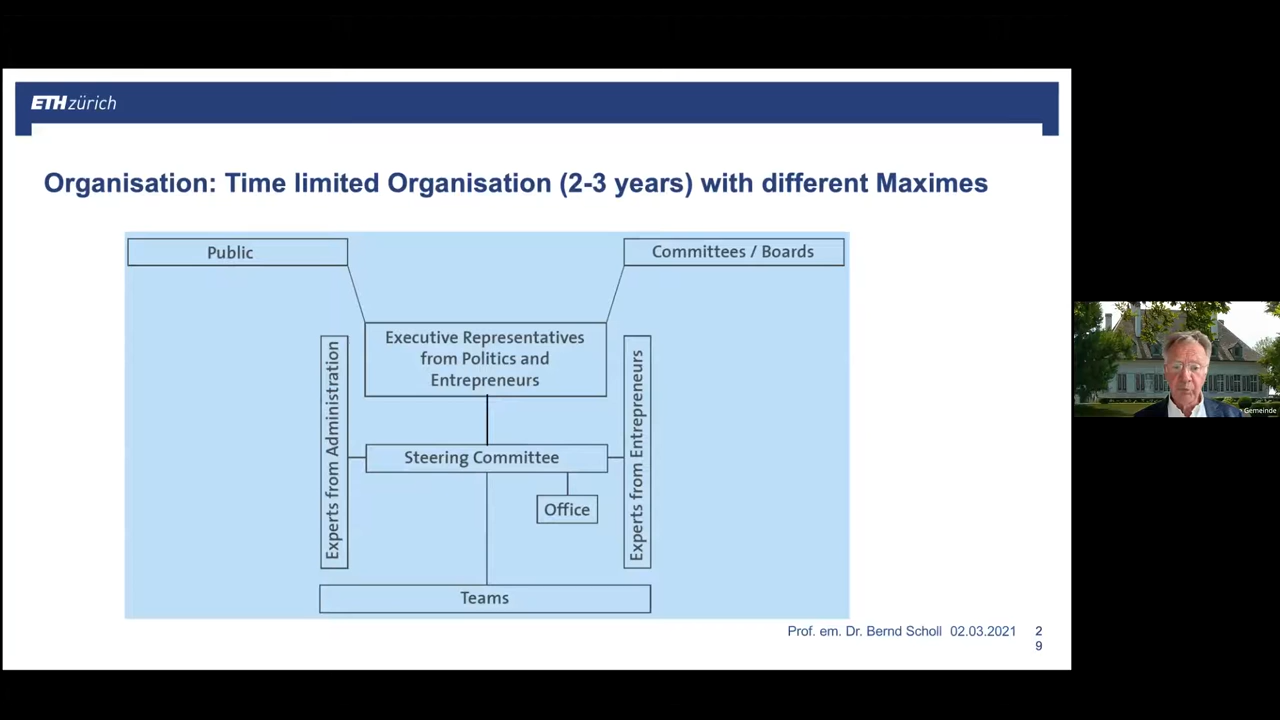 ETH zürich
Organisation: Time limited Organisation (2-3 years) with different Maximes
Public
Committees / Boards
Executive Representatives
from Politics and
Entrepreneurs
Experts from Administration
Experts from Entrepreneurs
Steering Committee
Office
Teams
Prof. em. Dr. Bernd Scholl 02.03.2021
2
9
Gemeinde